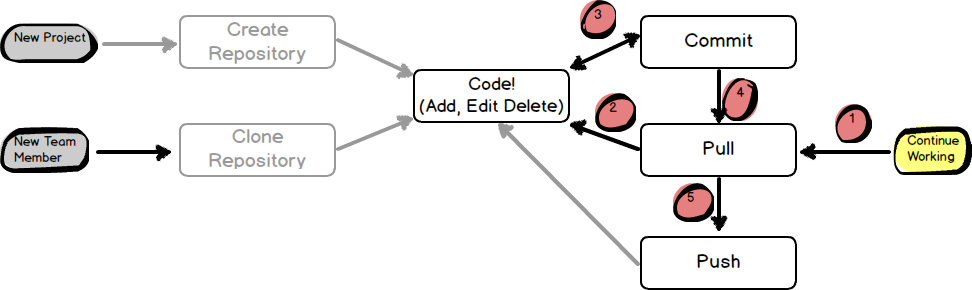 New Project
Create
Repository
3
Commit
Code!
(Add, Edit Delete)
4
2
1
New Team
Member
Clone
Repository
Pull
Continue
Working
5
Push